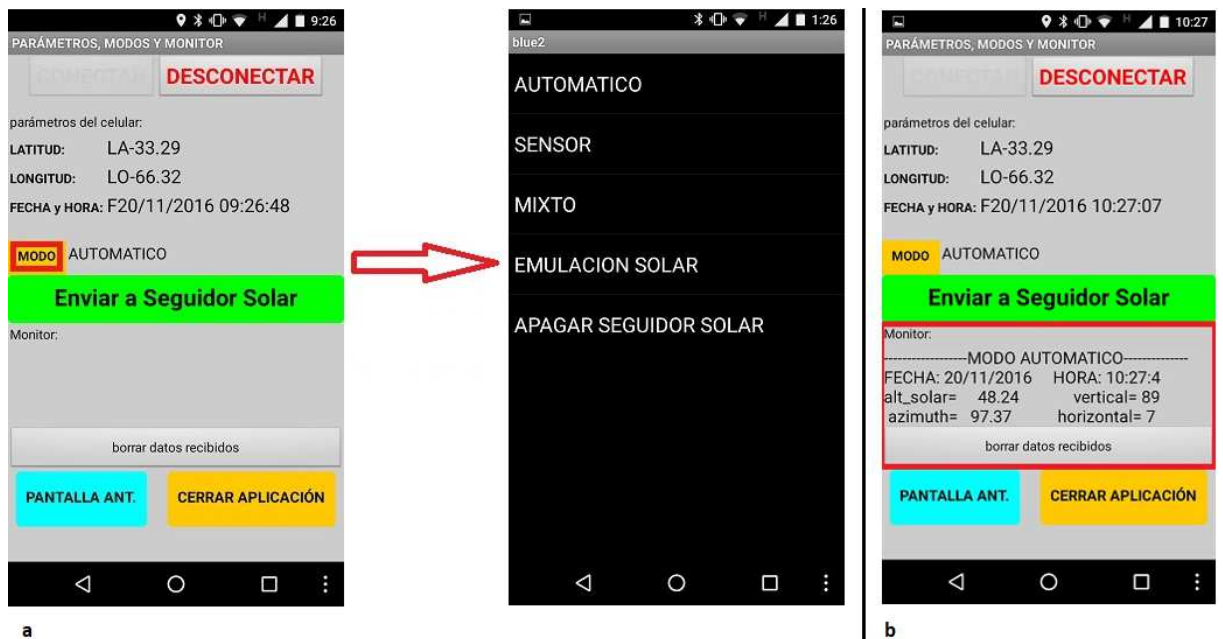 9:26
PARÁMETROS, MODOS Y MONITOR
CONECTAR DESCONECTAR
parámetros del celular:
LATITUD: LA-33.29
LONGITUD: LO-66.32
FECHA y HORA: F20/11/2016 09:26:48
MODO AUTOMATICO
Enviar a Seguidor Solar
Monitor:
borrar datos recibidos
PANTALLA ANT. CERRAR APLICACIÓN
a
H 1:26
blue2
AUTOMATICO
SENSOR
MIXTO
EMULACION SOLAR
APAGAR SEGUIDOR SOLAR
H 10:27
PARÁMETROS, MODOS Y MONITOR
DESCONECTAR
parámetros del celular:
LATITUD: LA-33.29
LONGITUD: LO-66.32
FECHA y HORA: F20/11/2016 10:27:07
MODO AUTOMATICO
Enviar a Seguidor Solar
Monitor:
------------------MODO AUTOMATICO--------------
FECHA: 20/11/2016 HORA: 10:27:4
alt_solar= 48.24 vertical= 89
azimuth= 97.37 horizontal= 7
borrar datos recibidos
PANTALLA ANT. CERRAR APLICACIÓN
b